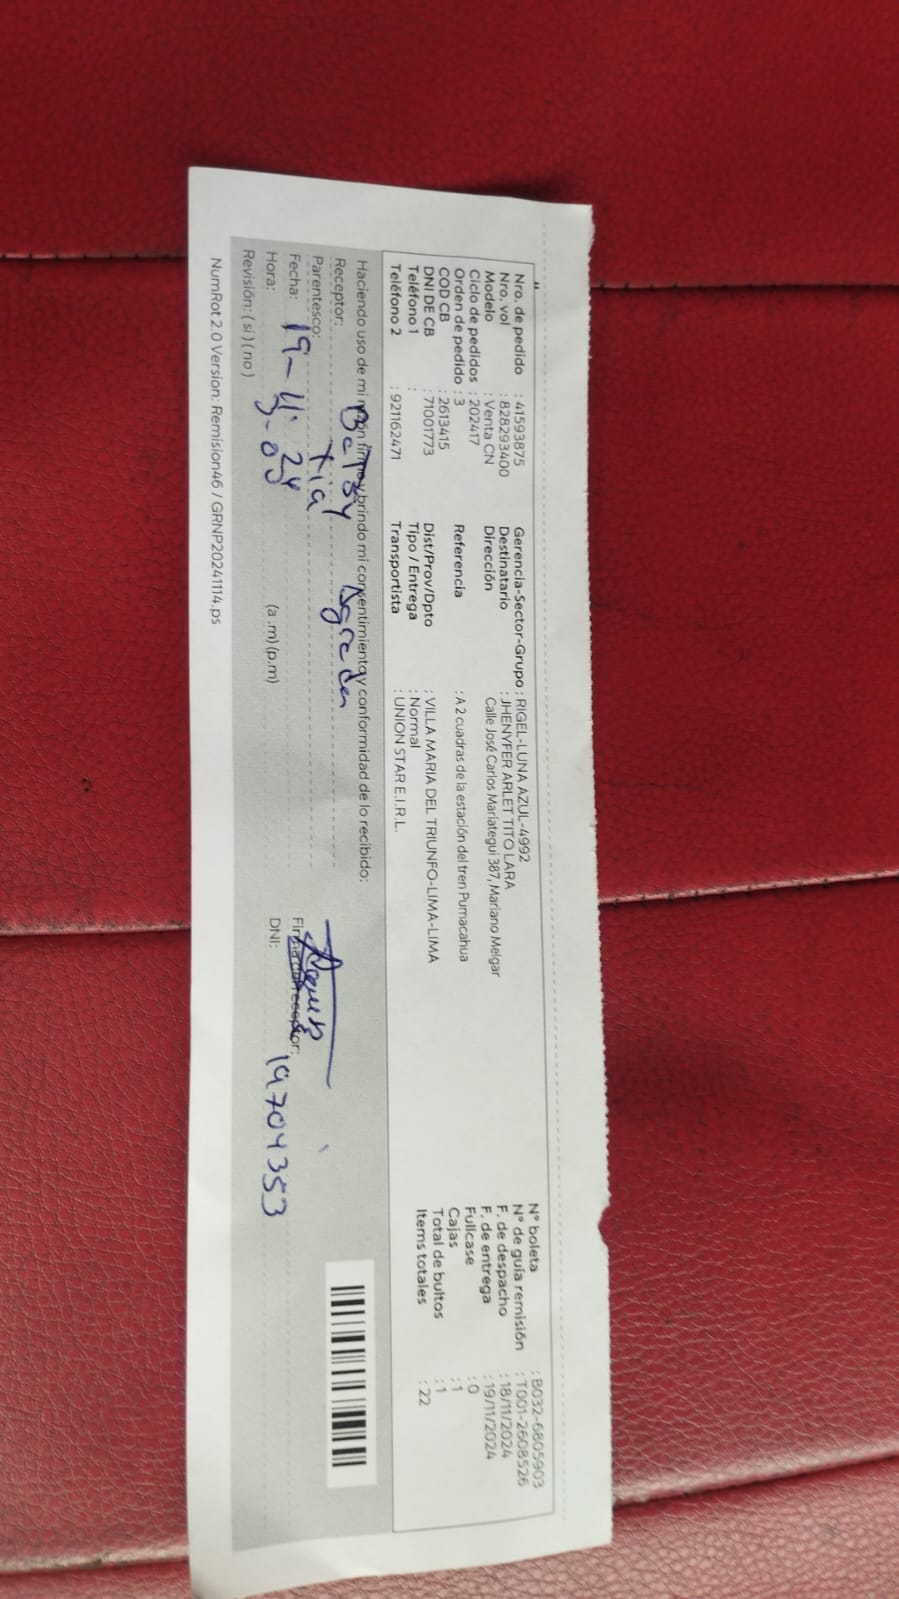 Nro. de pedido : 41593875
Nro. vol : 828293400
Modelo : Venta CN
Ciclo de pedidos : 202417
Orden de pedido : 3
COD CB : 2613415
DNI DE CB : 71001773
Teléfono 1 :
Teléfono 2 : 921162471
Gerencia-Sector-Grupo : RIGEL-LUNA AZUL-4992
Destinatario : JHENYFER ARLET TITO LARA
Dirección Calle José Carlos Mariategui 387, Mariano Melgar
Referencia : A 2 cuadras de la estación del tren Pumacahua
Dist/Prov/Dpto : VILLA MARIA DEL TRIUNFO-LIMA-LIMA
Tipo / Entrega : Normal
Transportista : UNION STAR E.I.R.L.
N° boleta : B032-6805903
N° de guía remisión : T001-2608526
F. de despacho : 18/11/2024
F. de entrega : 19/11/2024
Fullcase : 0
Cajas : 1
Total de bultos : 1
Items totales : 22
Haciendo uso de mi razón firmo y brindo mi consentimiento y conformidad de lo recibido:
Receptor: Betsy
Parentesco: Tia
Fecha: 19-11-24
Hora: 3-05 (a.m) (p.m)
Revisión: ( si ) ( no )
Firma del receptor:
DNI: 19704353
NumRot 2.0 Version: Remision46 / GRNP20241114.ps